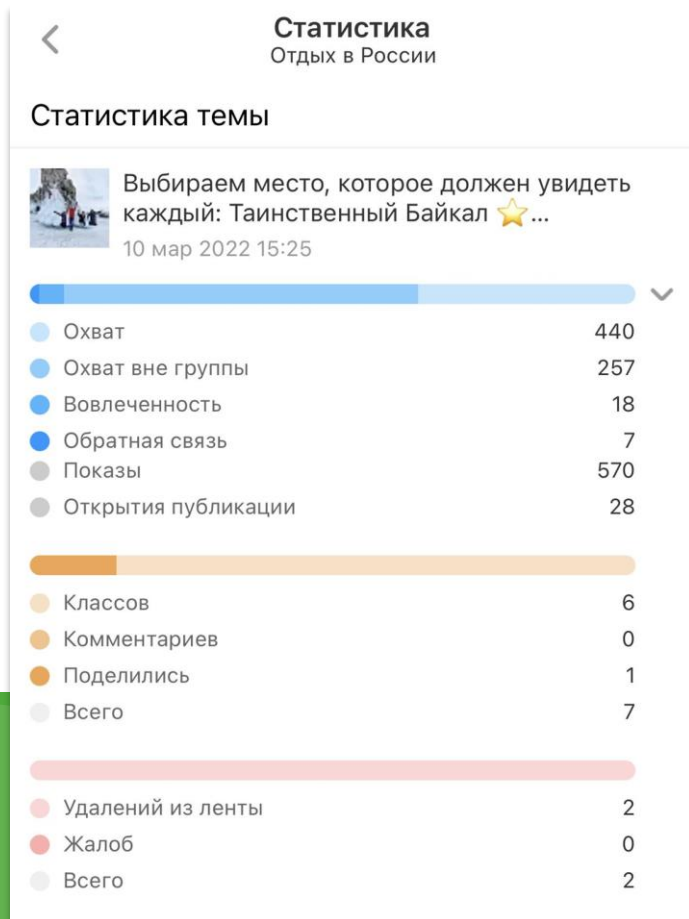 Статистика
Отдых в России
Статистика темы
Выбираем место, которое должен увидеть
каждый: Таинственный Байкал ⭐...
10 мар 2022 15:25
Охват 440
Охват вне группы 257
Вовлеченность 18
Обратная связь 7
Показы 570
Открытия публикации 28
Классов 6
Комментариев 0
Поделились 1
Всего 7
Удалений из ленты 2
Жалоб 0
Всего 2